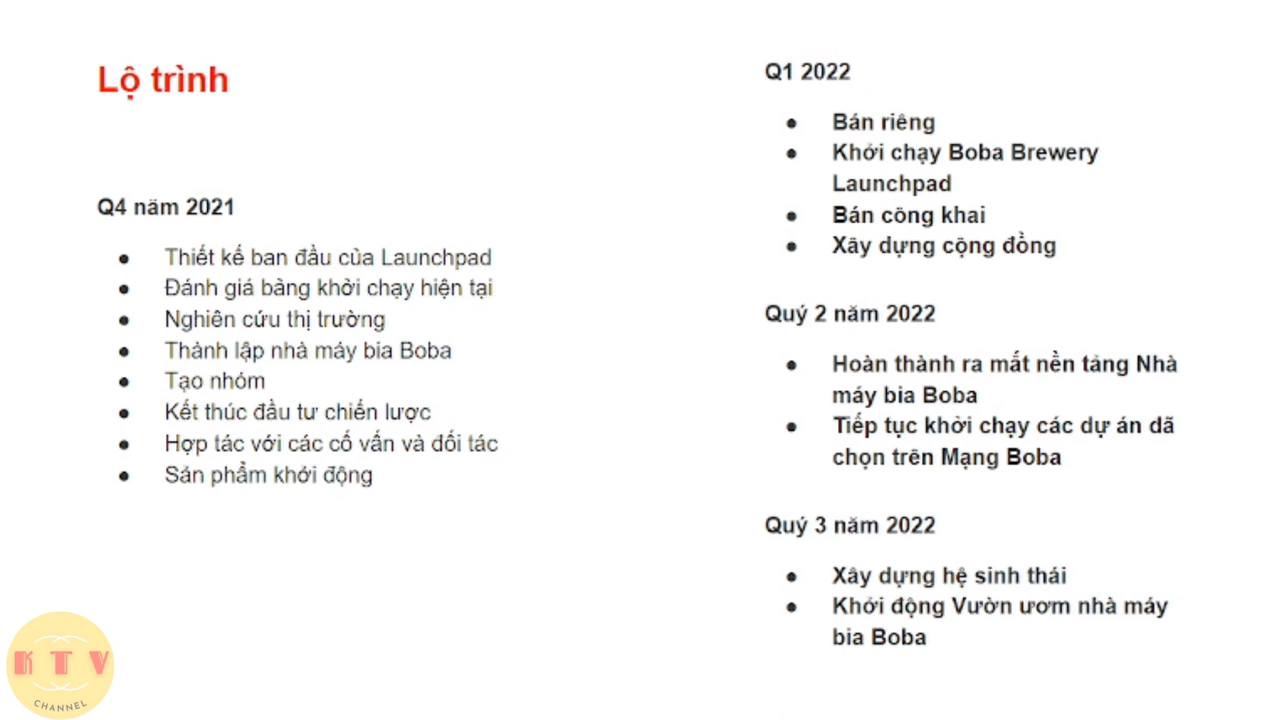 Lộ trình
Q4 năm 2021
● Thiết kế ban đầu của Launchpad
● Đánh giá bảng khởi chạy hiện tại
● Nghiên cứu thị trường
● Thành lập nhà máy bia Boba
● Tạo nhóm
● Kết thúc đầu tư chiến lược
● Hợp tác với các cố vấn và đối tác
● Sản phẩm khởi động
Q1 2022
● Bán riêng
● Khởi chạy Boba Brewery
Launchpad
● Bán công khai
● Xây dựng cộng đồng
Quý 2 năm 2022
● Hoàn thành ra mắt nền tảng Nhà
máy bia Boba
● Tiếp tục khởi chạy các dự án đã
chọn trên Mạng Boba
Quý 3 năm 2022
● Xây dựng hệ sinh thái
● Khởi động Vườn ươm nhà máy
bia Boba
KTV
CHANNEL